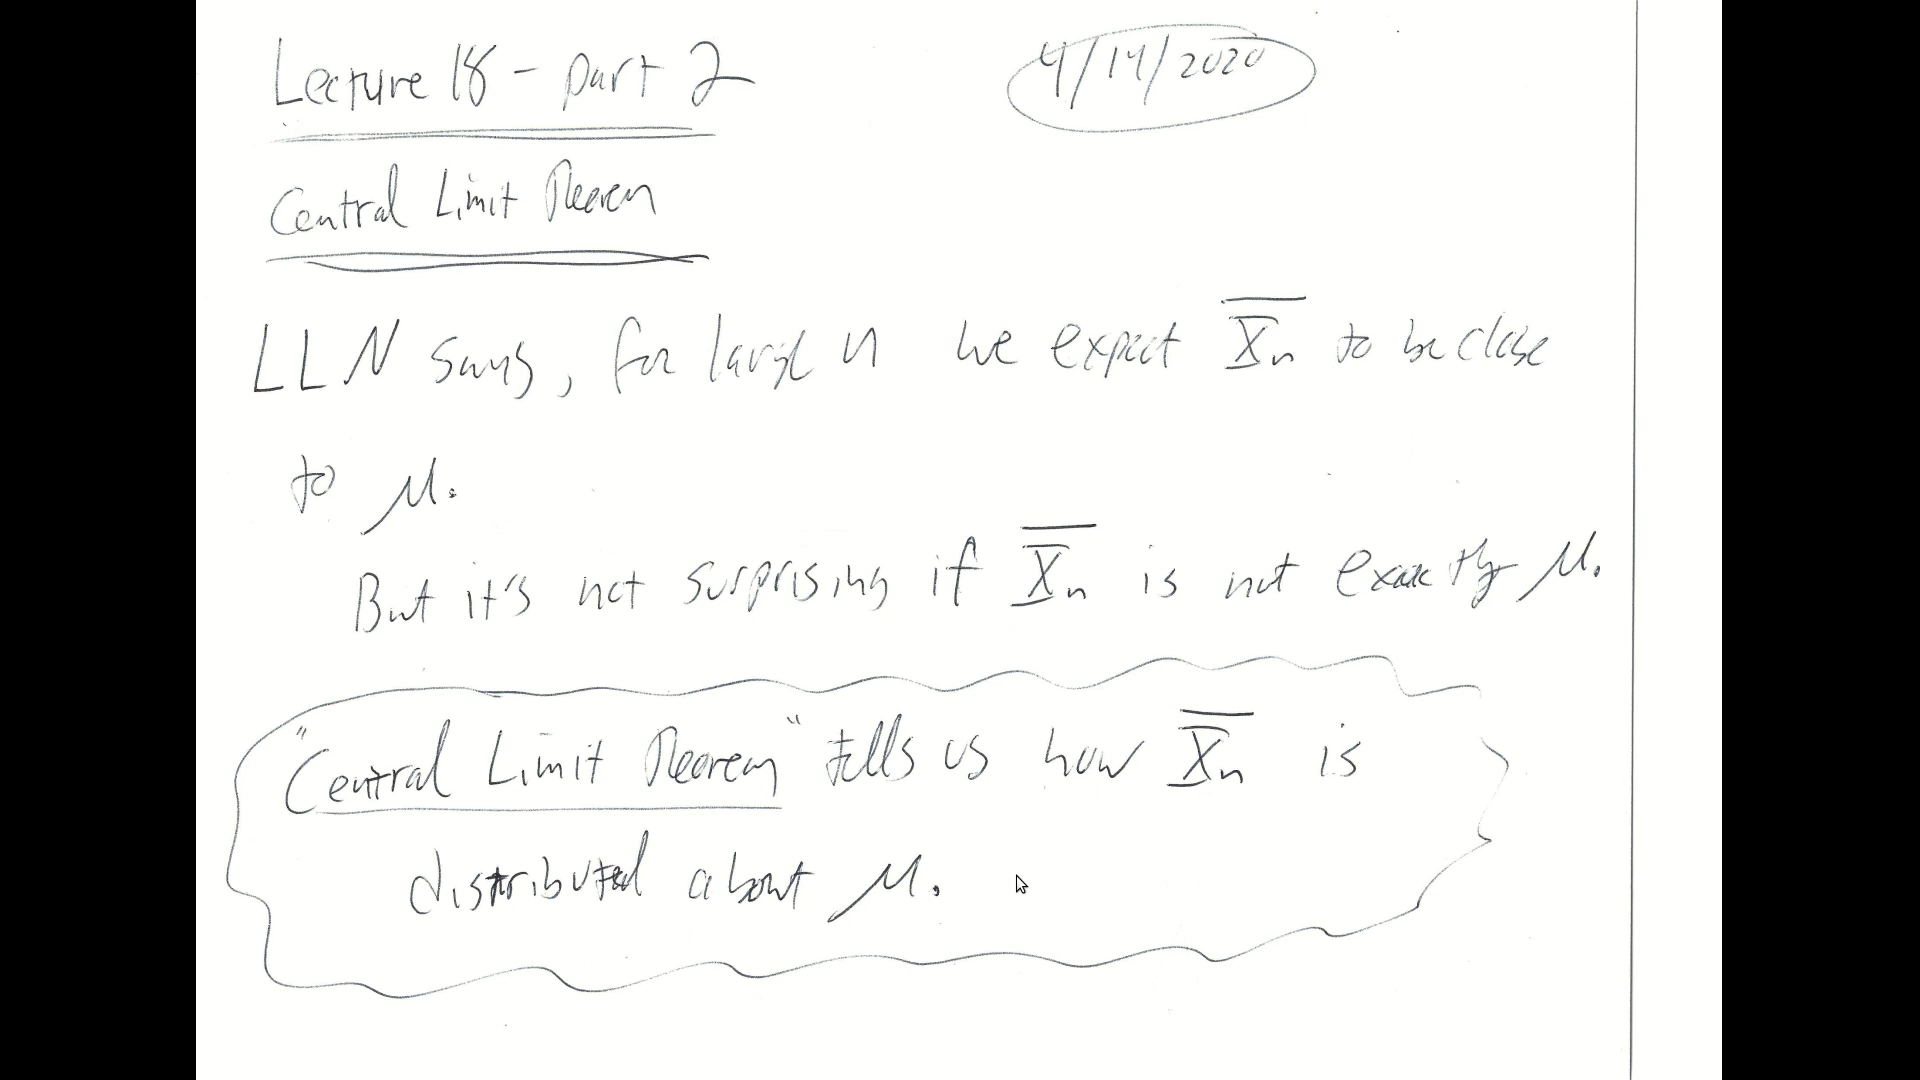 Lecture 18 - part 2
4/14/2020
Central Limit Theorem
LLN says, for large n we expect X̅n to be close
to μ.
But it's not surprising if X̅n is not exactly μ.
"Central Limit Theorem" tells us how X̅n is
distributed about μ.